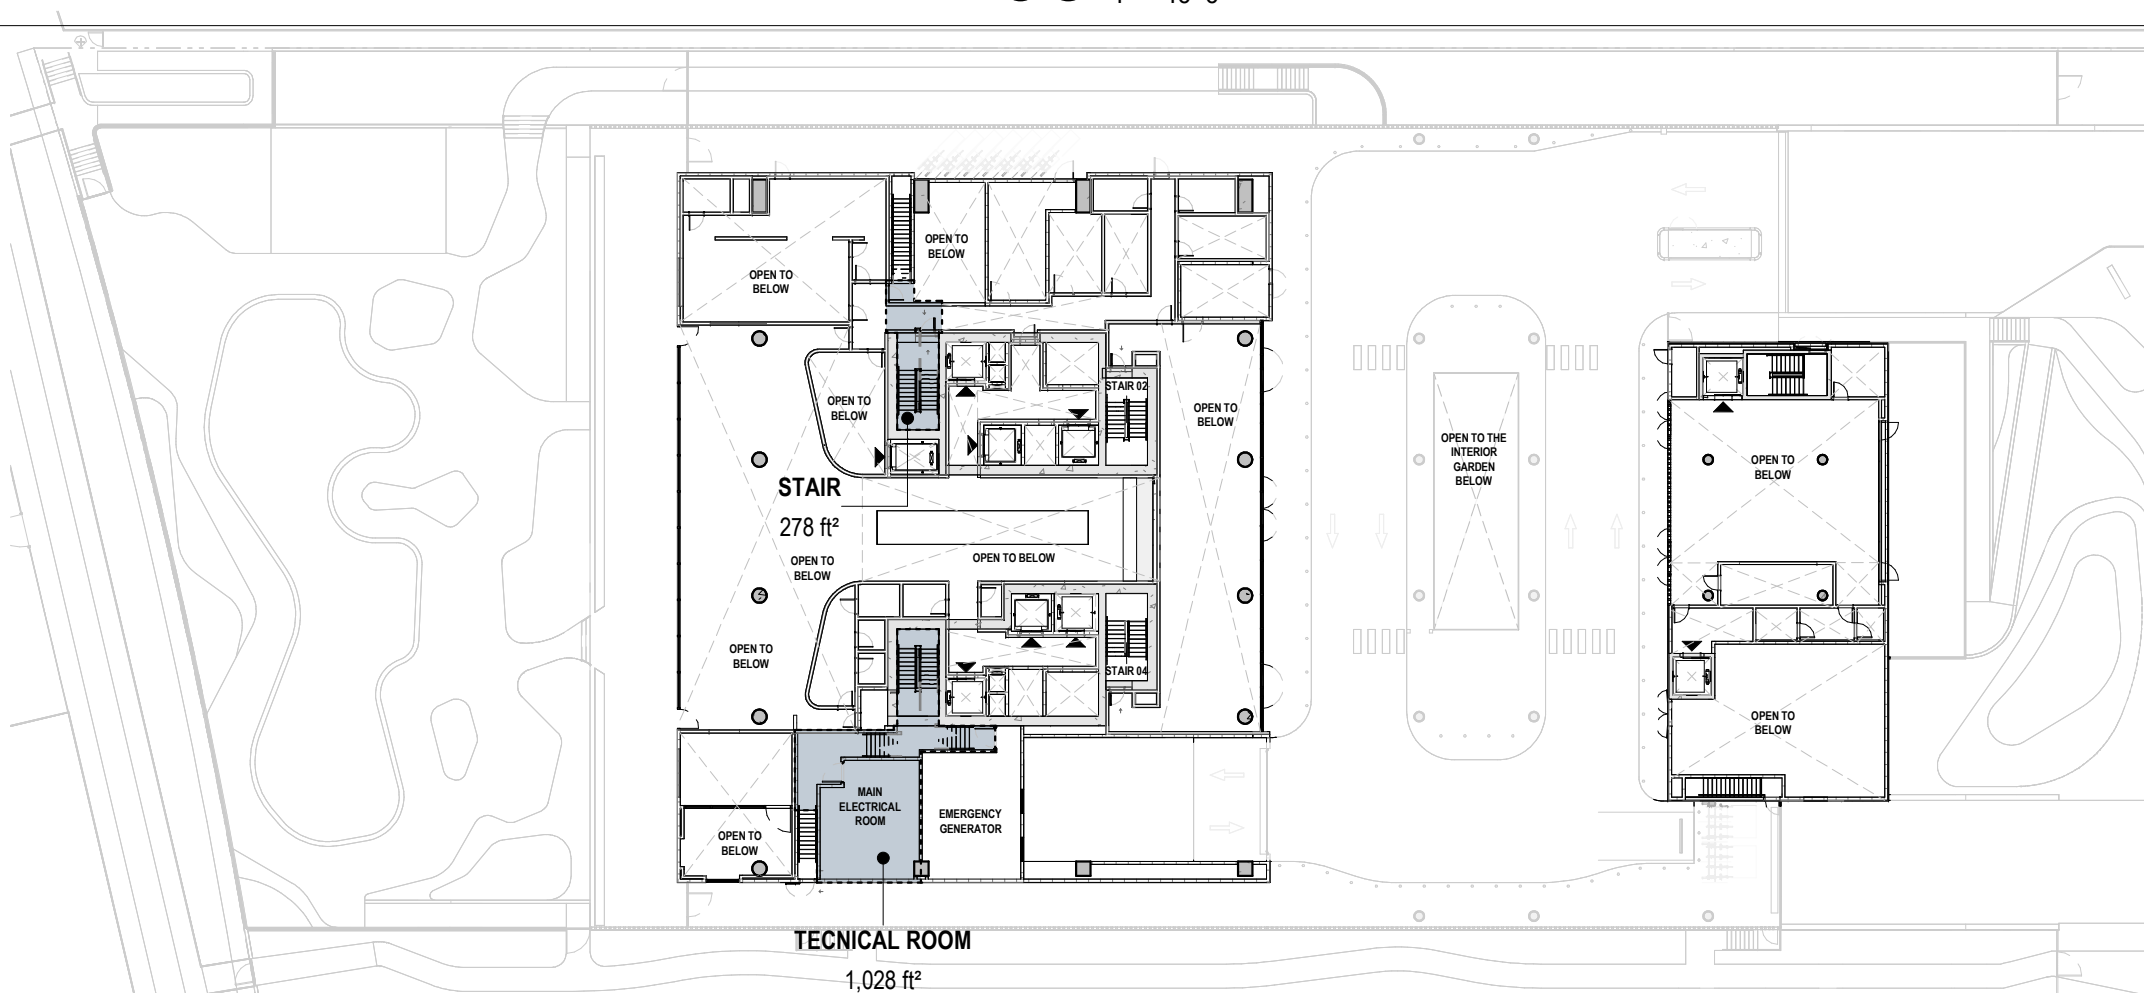 OPEN TO
BELOW
OPEN TO
BELOW
STAIR 02
OPEN TO
BELOW
OPEN TO
BELOW
OPEN TO THE
INTERIOR
GARDEN
BELOW
OPEN TO
BELOW
STAIR
278 ft²
OPEN TO
BELOW
OPEN TO BELOW
OPEN TO
BELOW
STAIR 04
OPEN TO
BELOW
MAIN
ELECTRICAL
ROOM
EMERGENCY
GENERATOR
OPEN TO
BELOW
TECNICAL ROOM
1,028 ft²